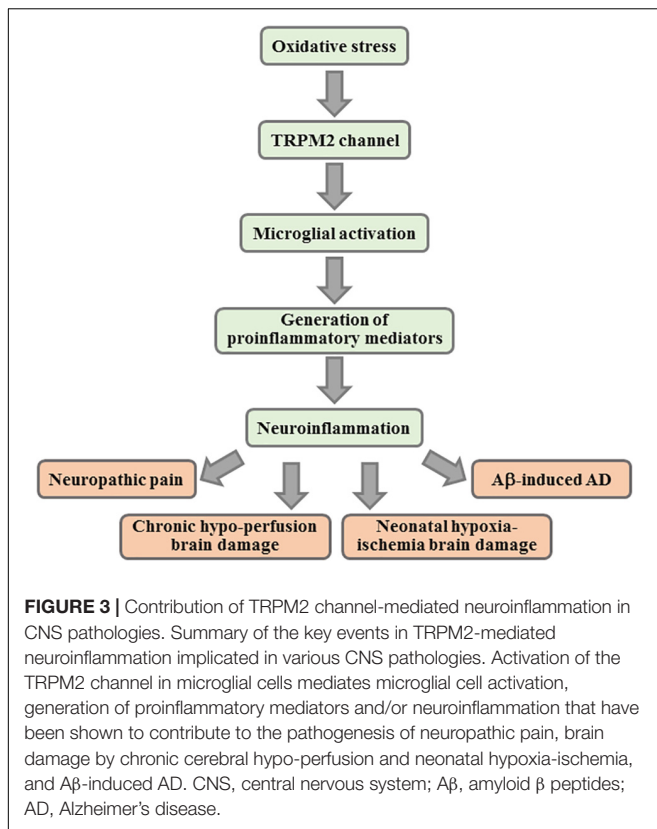 Oxidative stress
TRPM2 channel
Microglial activation
Generation of
proinflammatory mediators
Neuroinflammation
Neuropathic pain
Aβ-induced AD
Chronic hypo-perfusion
brain damage
Neonatal hypoxia-
ischemia brain damage
FIGURE 3 | Contribution of TRPM2 channel-mediated neuroinflammation in
CNS pathologies. Summary of the key events in TRPM2-mediated
neuroinflammation implicated in various CNS pathologies. Activation of the
TRPM2 channel in microglial cells mediates microglial cell activation,
generation of proinflammatory mediators and/or neuroinflammation that have
been shown to contribute to the pathogenesis of neuropathic pain, brain
damage by chronic cerebral hypo-perfusion and neonatal hypoxia-ischemia,
and Aβ-induced AD. CNS, central nervous system; Aβ, amyloid β peptides;
AD, Alzheimer's disease.